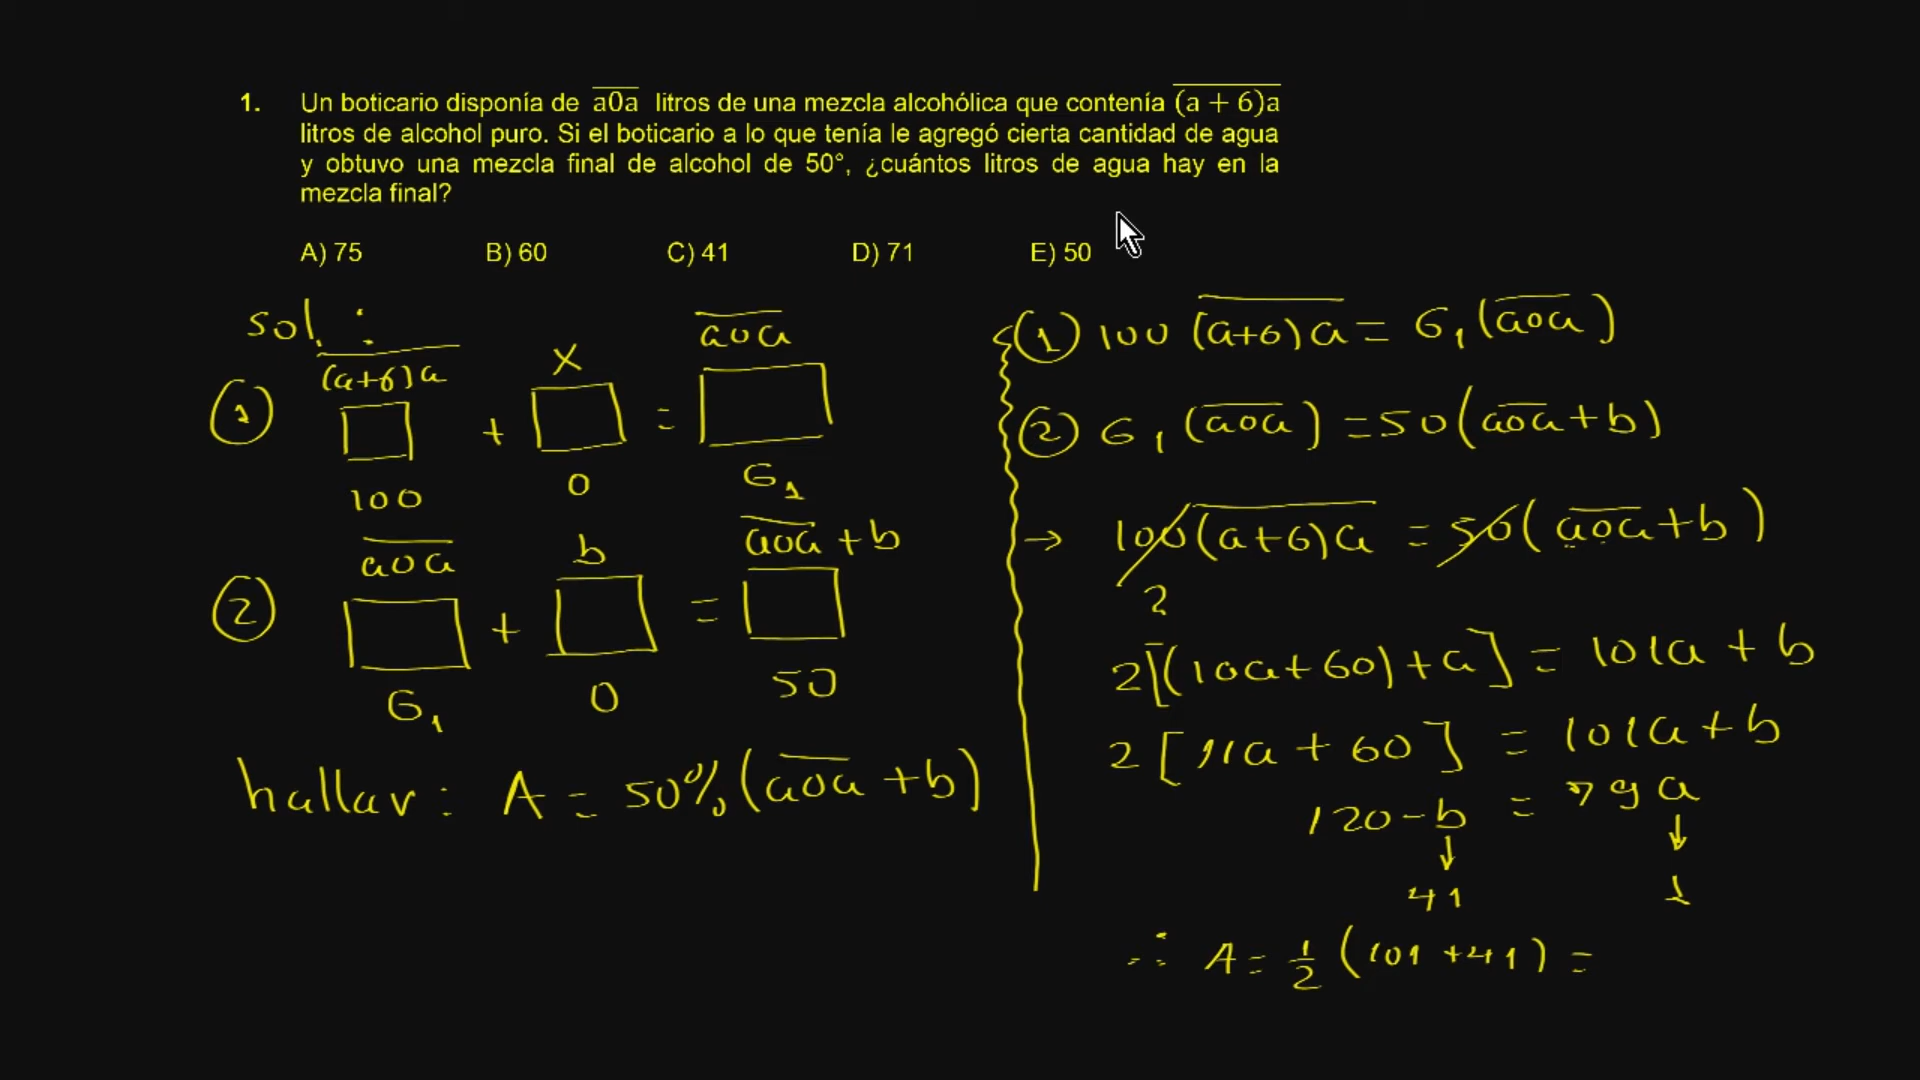 1. Un boticario disponía de a0a litros de una mezcla alcohólica que contenía (a + 6)a
litros de alcohol puro. Si el boticario a lo que tenía le agregó cierta cantidad de agua
y obtuvo una mezcla final de alcohol de 50°, ¿cuántos litros de agua hay en la
mezcla final?
A) 75 B) 60 C) 41 D) 71 E) 50
sol :
(a+6)a x a0a
1 + =
100 0 G1
a0a b a0a + b
2 + =
G1 0 50
hallar: A = 50% (a0a + b)
(1) 100 (a+6)a = G1 (a0a)
(2) G1 (a0a) = 50 (a0a + b)
→ 100 (a+6)a = 50 (a0a + b)
2
2[(10a+60)+a] = 101a + b
2[11a + 60] = 101a + b
120 - b = 79a
↓ ↓
41 1
∴ A = 1/2 (101 + 41) =